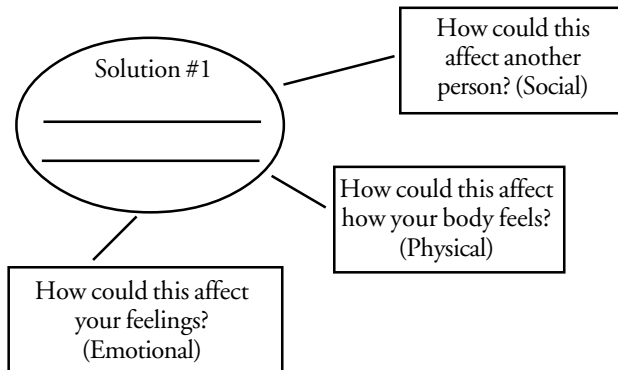 Solution #1
How could this
affect another
person? (Social)
How could this affect
how your body feels?
(Physical)
How could this affect
your feelings?
(Emotional)